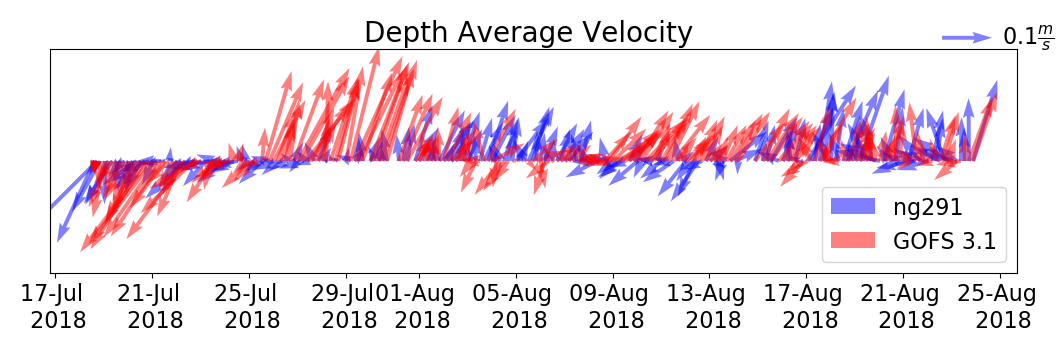 Depth Average Velocity
0.1 m/s
ng291
GOFS 3.1
17-Jul 21-Jul 25-Jul 29-Jul 01-Aug 05-Aug 09-Aug 13-Aug 17-Aug 21-Aug 25-Aug
2018 2018 2018 2018 2018 2018 2018 2018 2018 2018 2018